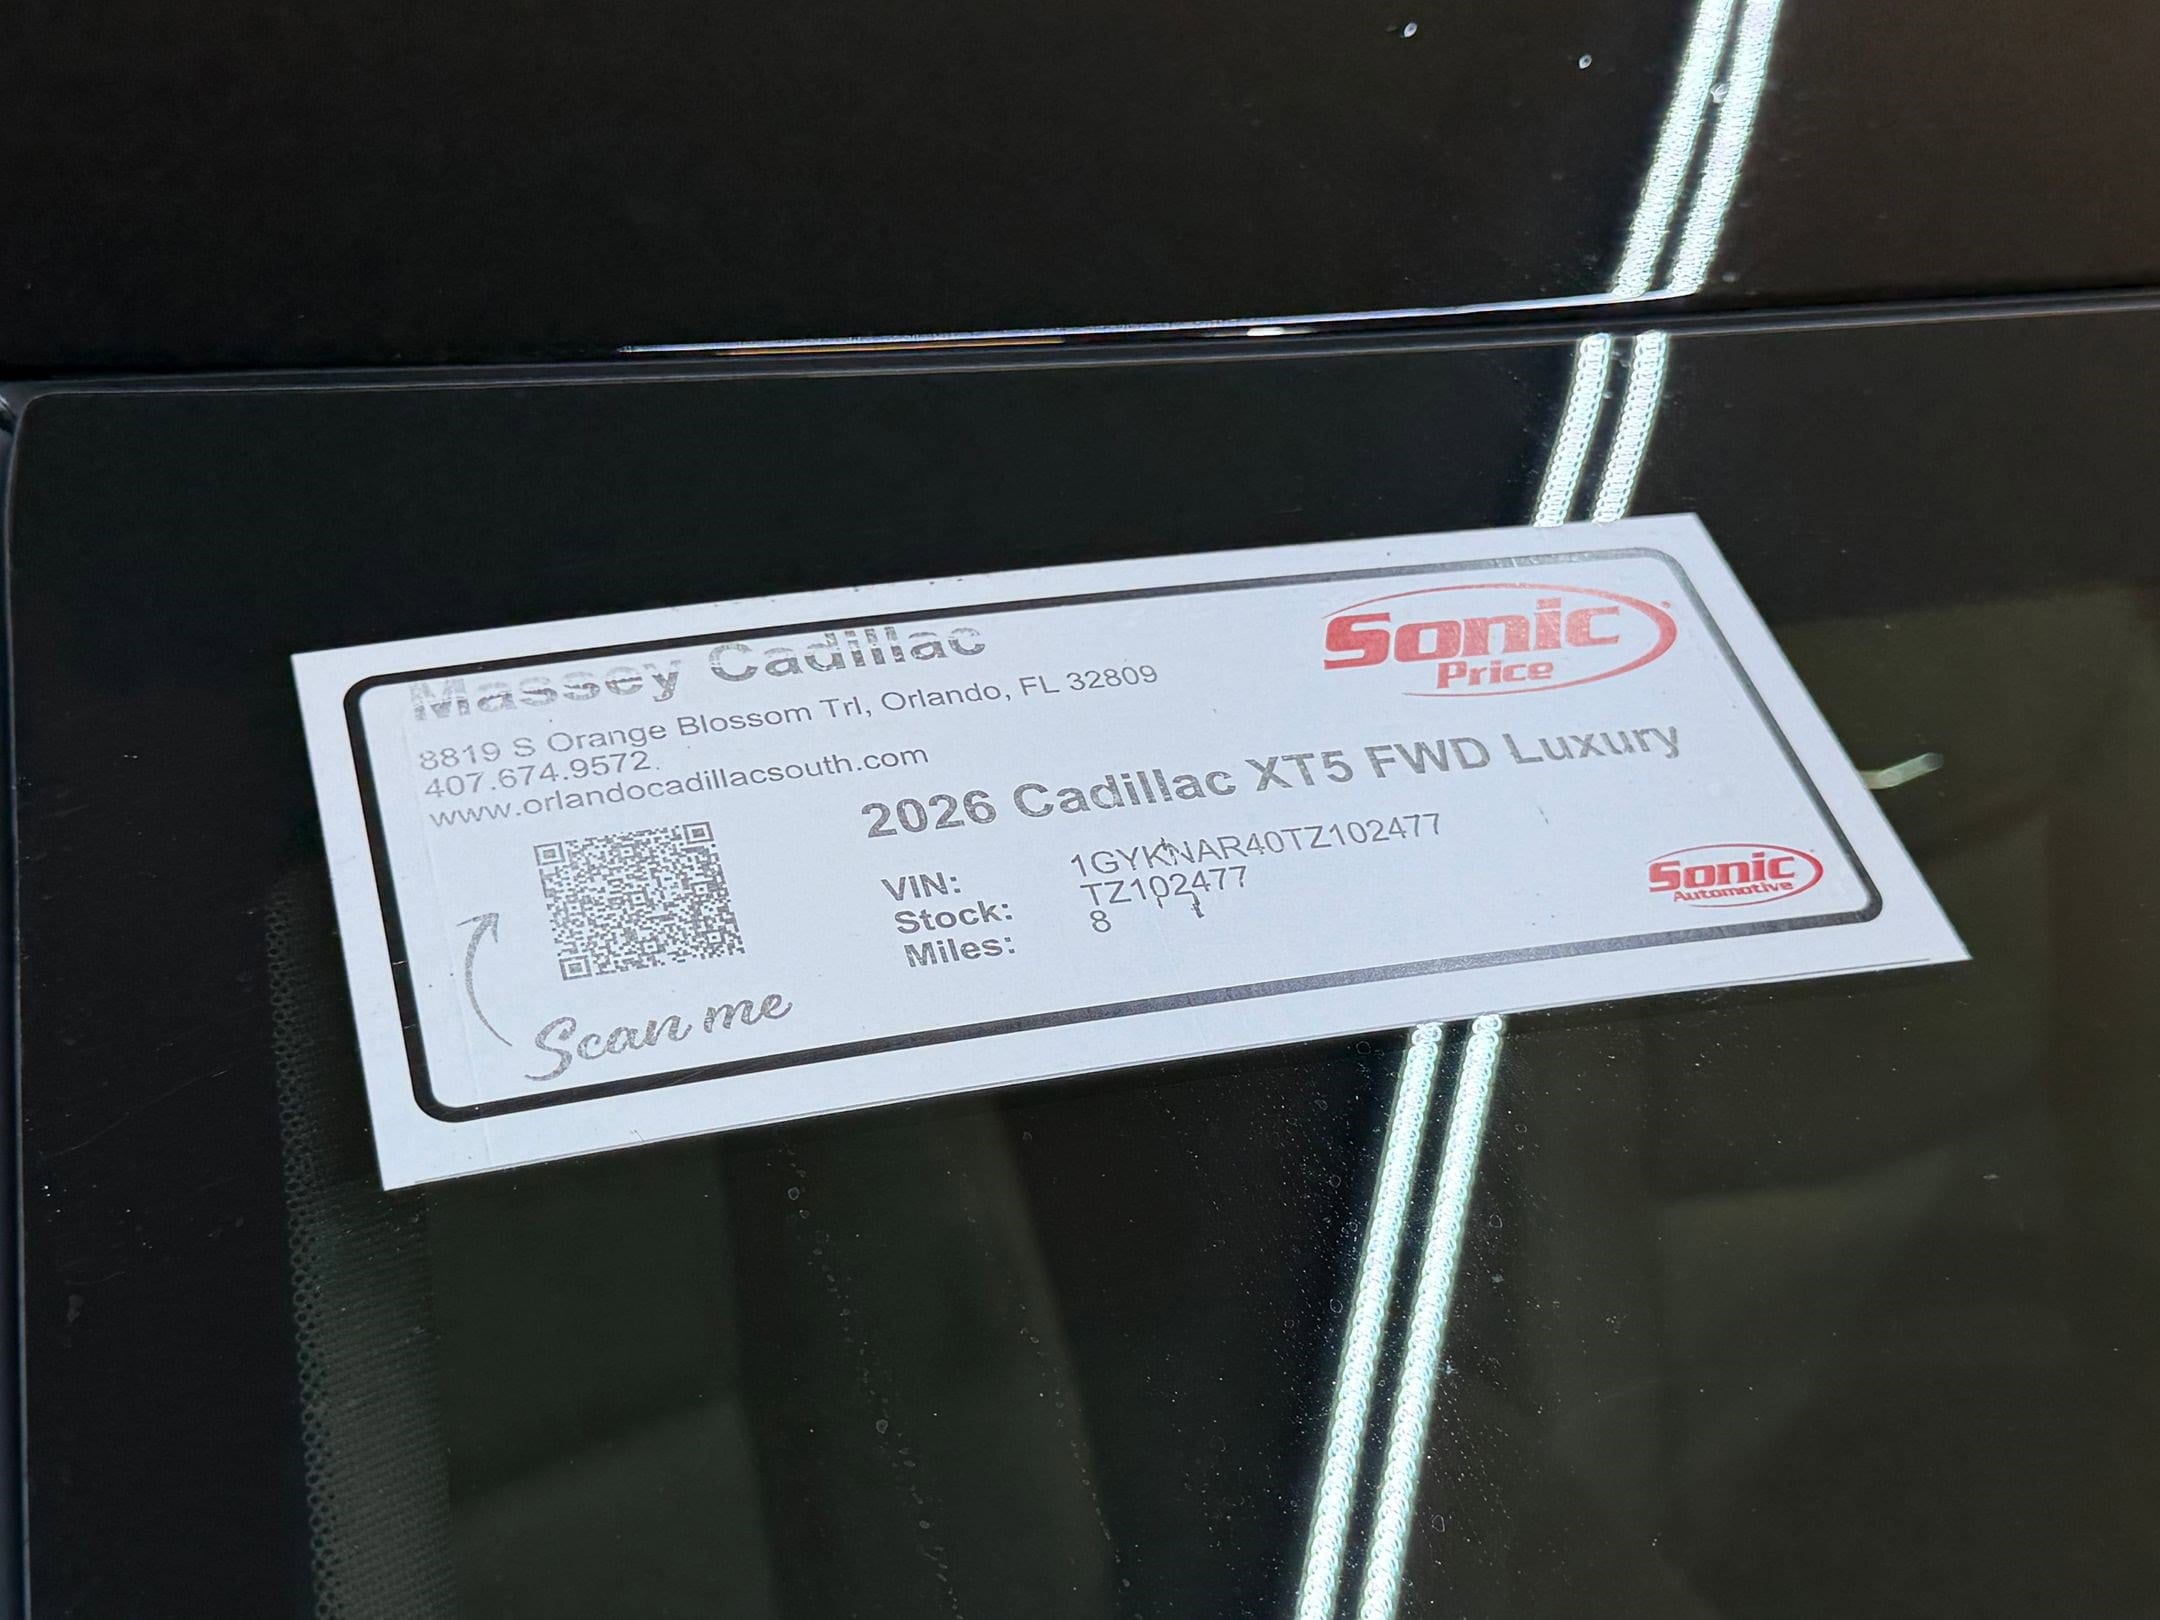 Massey Cadillac
8819 S Orange Blossom Trl, Orlando, FL 32809
407.674.9572.
www.orlandocadillacsouth.com
Sonic
Price
2026 Cadillac XT5 FWD Luxury
VIN: 1GYKNAR40TZ102477
Stock: TZ102477
Miles: 8
Scan me
Sonic
Automotive